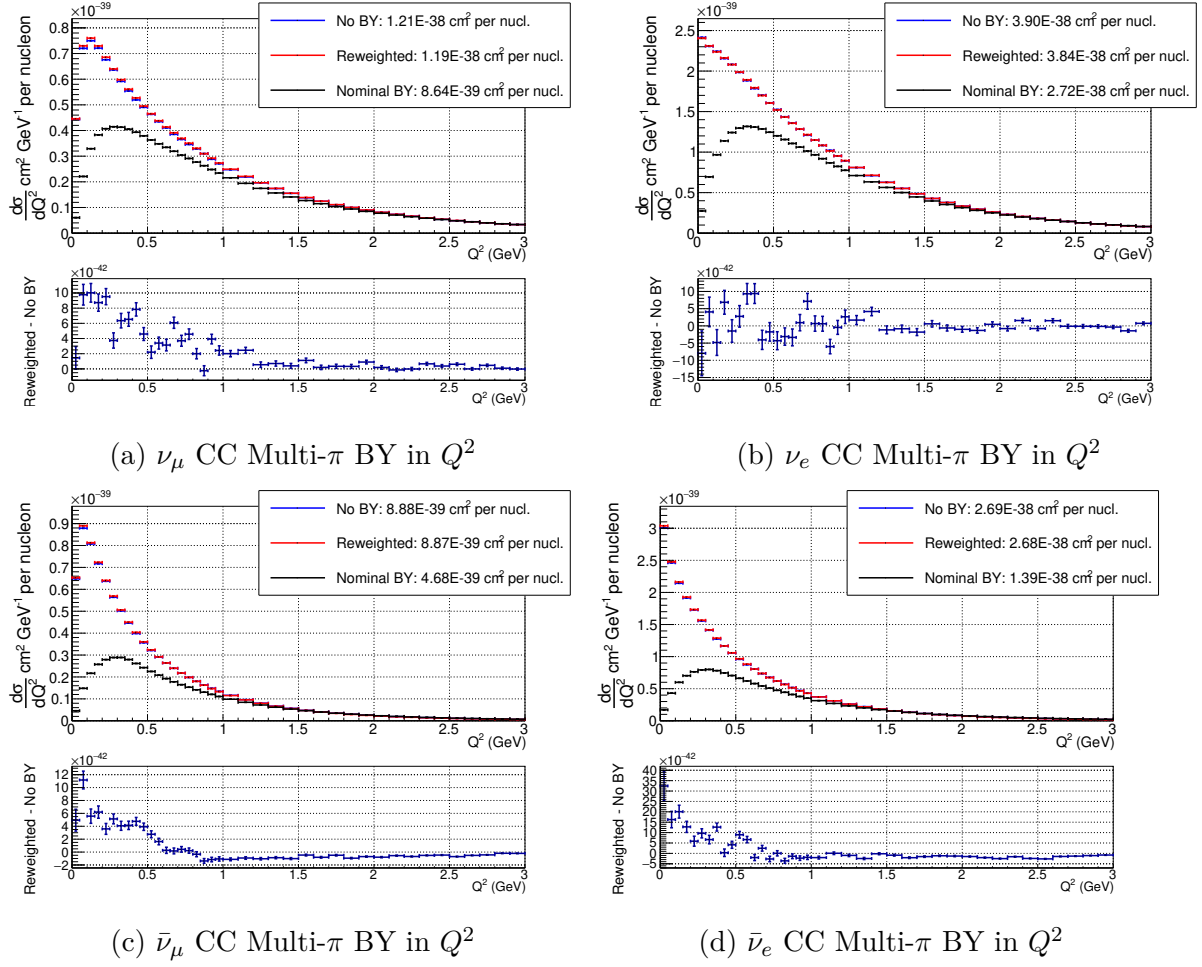 ×10⁻³⁹
No BY: 1.21E-38 cm² per nucl.
Reweighted: 1.19E-38 cm² per nucl.
Nominal BY: 8.64E-39 cm² per nucl.
dσ/dQ² cm² GeV⁻¹ per nucleon
0.8
0.7
0.6
0.5
0.4
0.3
0.2
0.1
0
0 0.5 1 1.5 2 2.5 3
Q² (GeV)
×10⁻⁴²
Reweighted - No BY
10
8
6
4
2
0
0 0.5 1 1.5 2 2.5 3
Q² (GeV)
(a) νμ CC Multi-π BY in Q²
×10⁻³⁹
No BY: 3.90E-38 cm² per nucl.
Reweighted: 3.84E-38 cm² per nucl.
Nominal BY: 2.72E-38 cm² per nucl.
dσ/dQ² cm² GeV⁻¹ per nucleon
2.5
2
1.5
1
0.5
0
0 0.5 1 1.5 2 2.5 3
Q² (GeV)
×10⁻⁴²
Reweighted - No BY
10
5
0
−5
−10
−15
0 0.5 1 1.5 2 2.5 3
Q² (GeV)
(b) νe CC Multi-π BY in Q²
×10⁻³⁹
No BY: 8.88E-39 cm² per nucl.
Reweighted: 8.87E-39 cm² per nucl.
Nominal BY: 4.68E-39 cm² per nucl.
dσ/dQ² cm² GeV⁻¹ per nucleon
0.9
0.8
0.7
0.6
0.5
0.4
0.3
0.2
0.1
0
0 0.5 1 1.5 2 2.5 3
Q² (GeV)
×10⁻⁴²
Reweighted - No BY
12
10
8
6
4
2
0
−2
0 0.5 1 1.5 2 2.5 3
Q² (GeV)
(c) ν̄μ CC Multi-π BY in Q²
×10⁻³⁹
No BY: 2.69E-38 cm² per nucl.
Reweighted: 2.68E-38 cm² per nucl.
Nominal BY: 1.39E-38 cm² per nucl.
dσ/dQ² cm² GeV⁻¹ per nucleon
3
2.5
2
1.5
1
0.5
0
0 0.5 1 1.5 2 2.5 3
Q² (GeV)
×10⁻⁴²
Reweighted - No BY
40
35
30
25
20
15
10
5
0
−5
0 0.5 1 1.5 2 2.5 3
Q² (GeV)
(d) ν̄e CC Multi-π BY in Q²